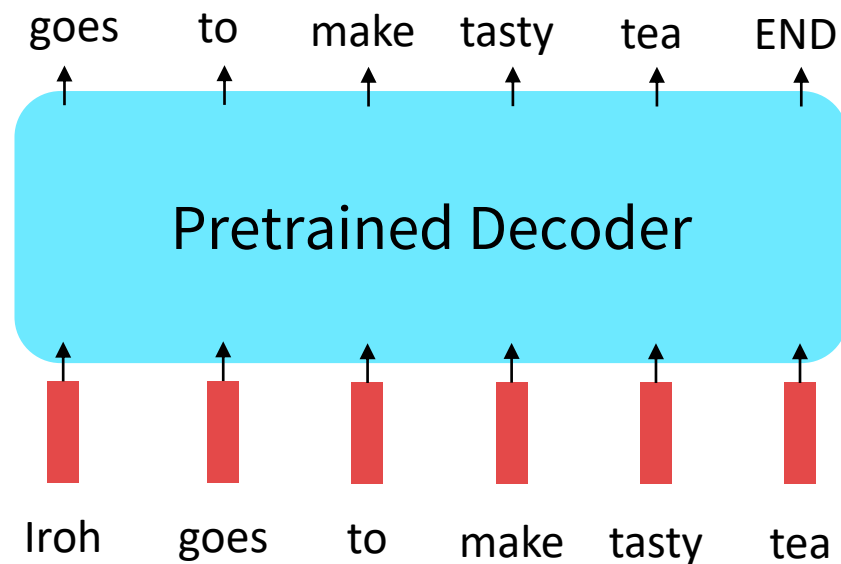 goes to make tasty tea END
Pretrained Decoder
Iroh goes to make tasty tea